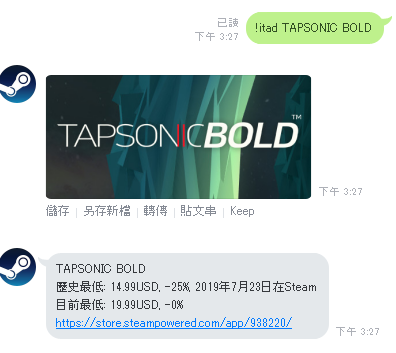 已讀
下午 3:27
!itad TAPSONIC BOLD
TAPSONICBOLD™
下午 3:27
儲存 | 另存新檔 | 轉傳 | 貼文串 | Keep
TAPSONIC BOLD
歷史最低: 14.99USD, -25%, 2019年7月23日在Steam
目前最低: 19.99USD, -0%
https://store.steampowered.com/app/938220/
下午 3:27